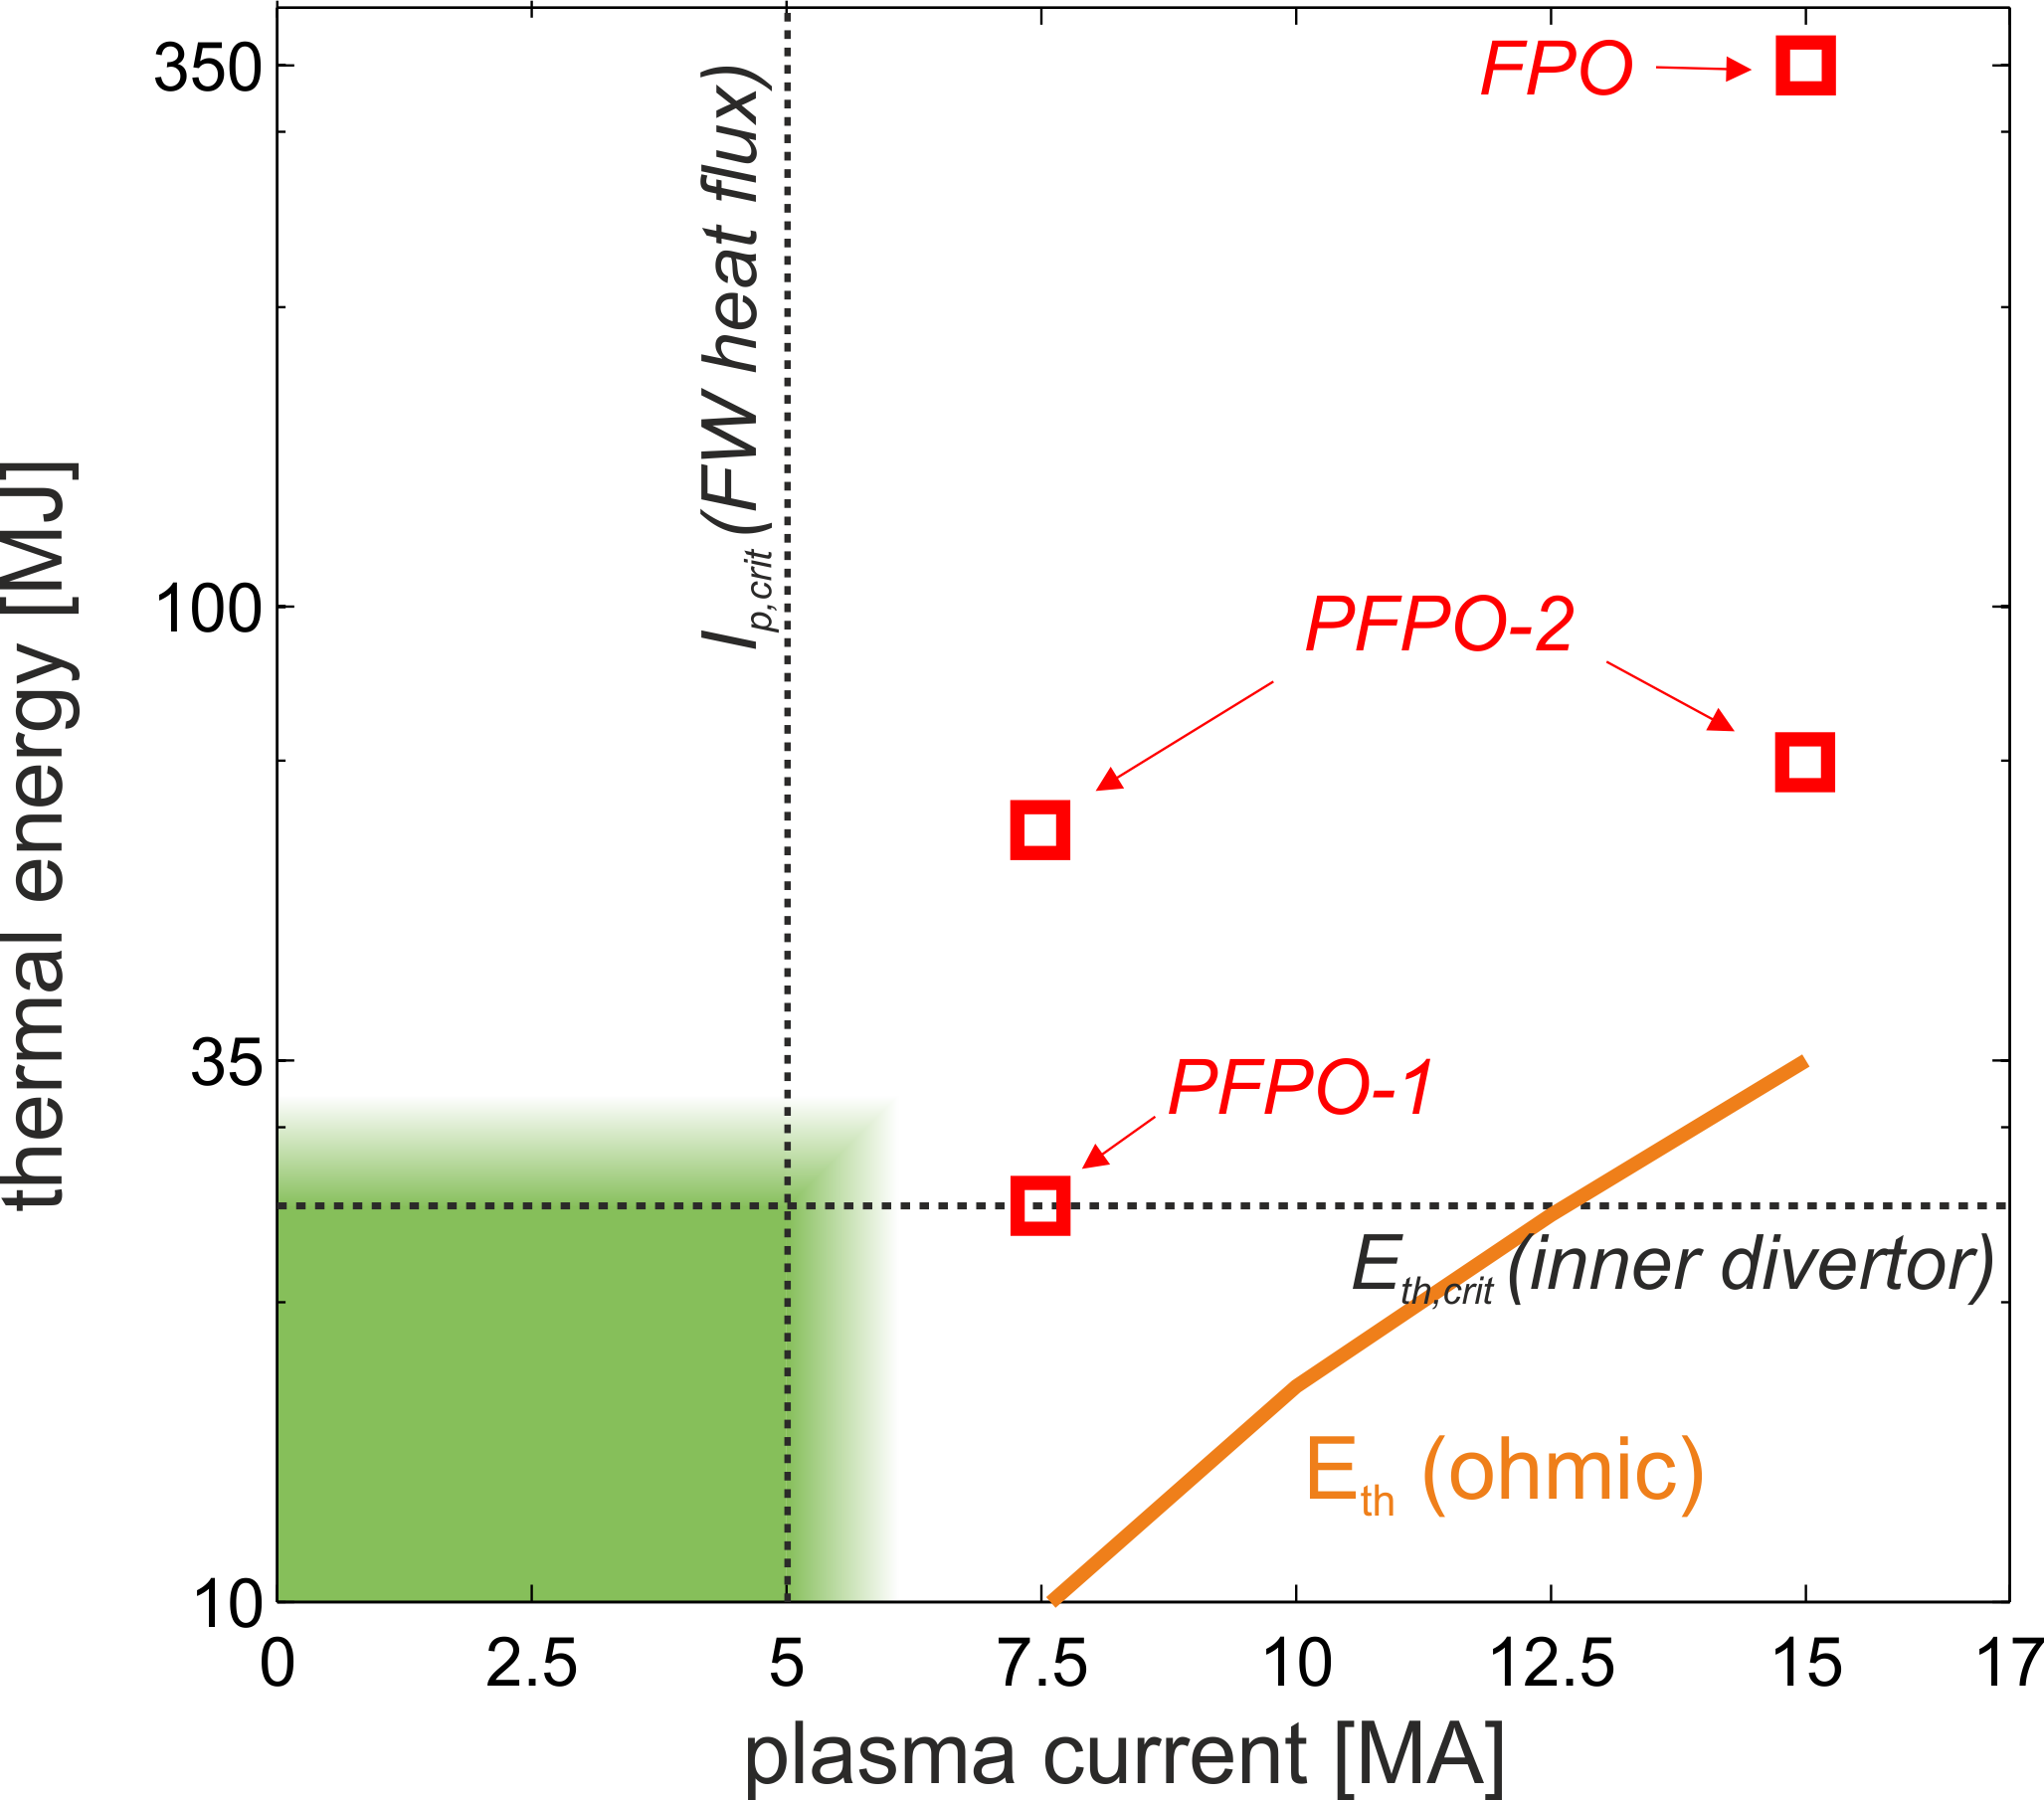 350
100
35
10
thermal energy [MJ]
I p,crit (FW heat flux)
FPO
PFPO-2
PFPO-1
E th,crit (inner divertor)
E th (ohmic)
0 2.5 5 7.5 10 12.5 15 17
plasma current [MA]